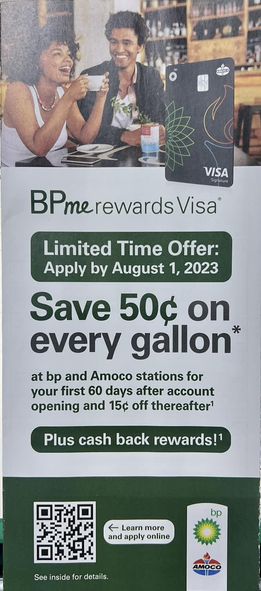 VISA
Signature
BPme rewards Visa®
Limited Time Offer:
Apply by August 1, 2023
Save 50¢ on
every gallon*
at bp and Amoco stations for
your first 60 days after account
opening and 15¢ off thereafter¹
Plus cash back rewards!¹
← Learn more
and apply online
See inside for details.
bp
AMOCO